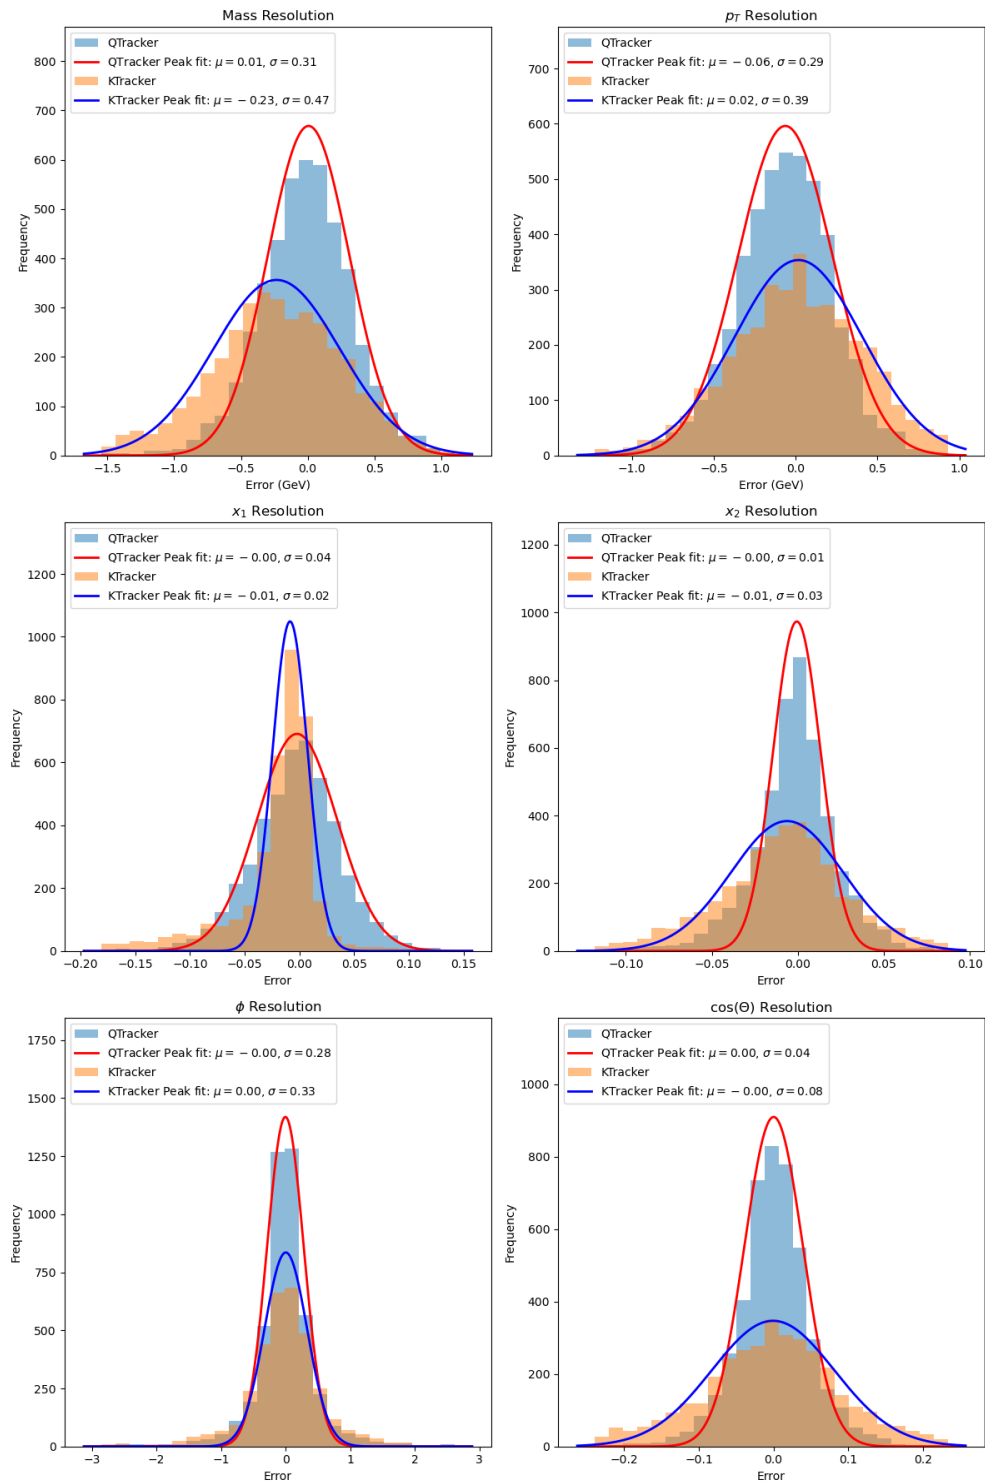 Mass Resolution
QTracker
QTracker Peak fit: μ = 0.01, σ = 0.31
KTracker
KTracker Peak fit: μ = −0.23, σ = 0.47
800
700
600
500
400
300
200
100
0
Frequency
−1.5 −1.0 −0.5 0.0 0.5 1.0
Error (GeV)
p_T Resolution
QTracker
QTracker Peak fit: μ = −0.06, σ = 0.29
KTracker
KTracker Peak fit: μ = 0.02, σ = 0.39
700
600
500
400
300
200
100
0
Frequency
−1.0 −0.5 0.0 0.5 1.0
Error (GeV)
x₁ Resolution
QTracker
QTracker Peak fit: μ = −0.00, σ = 0.04
KTracker
KTracker Peak fit: μ = −0.01, σ = 0.02
1200
1000
800
600
400
200
0
Frequency
−0.20 −0.15 −0.10 −0.05 0.00 0.05 0.10 0.15
Error
x₂ Resolution
QTracker
QTracker Peak fit: μ = −0.00, σ = 0.01
KTracker
KTracker Peak fit: μ = −0.01, σ = 0.03
1200
1000
800
600
400
200
0
Frequency
−0.10 −0.05 0.00 0.05 0.10
Error
ϕ Resolution
QTracker
QTracker Peak fit: μ = −0.00, σ = 0.28
KTracker
KTracker Peak fit: μ = 0.00, σ = 0.33
1750
1500
1250
1000
750
500
250
0
Frequency
−3 −2 −1 0 1 2 3
Error
cos(Θ) Resolution
QTracker
QTracker Peak fit: μ = 0.00, σ = 0.04
KTracker
KTracker Peak fit: μ = −0.00, σ = 0.08
1000
800
600
400
200
0
Frequency
−0.2 −0.1 0.0 0.1 0.2
Error